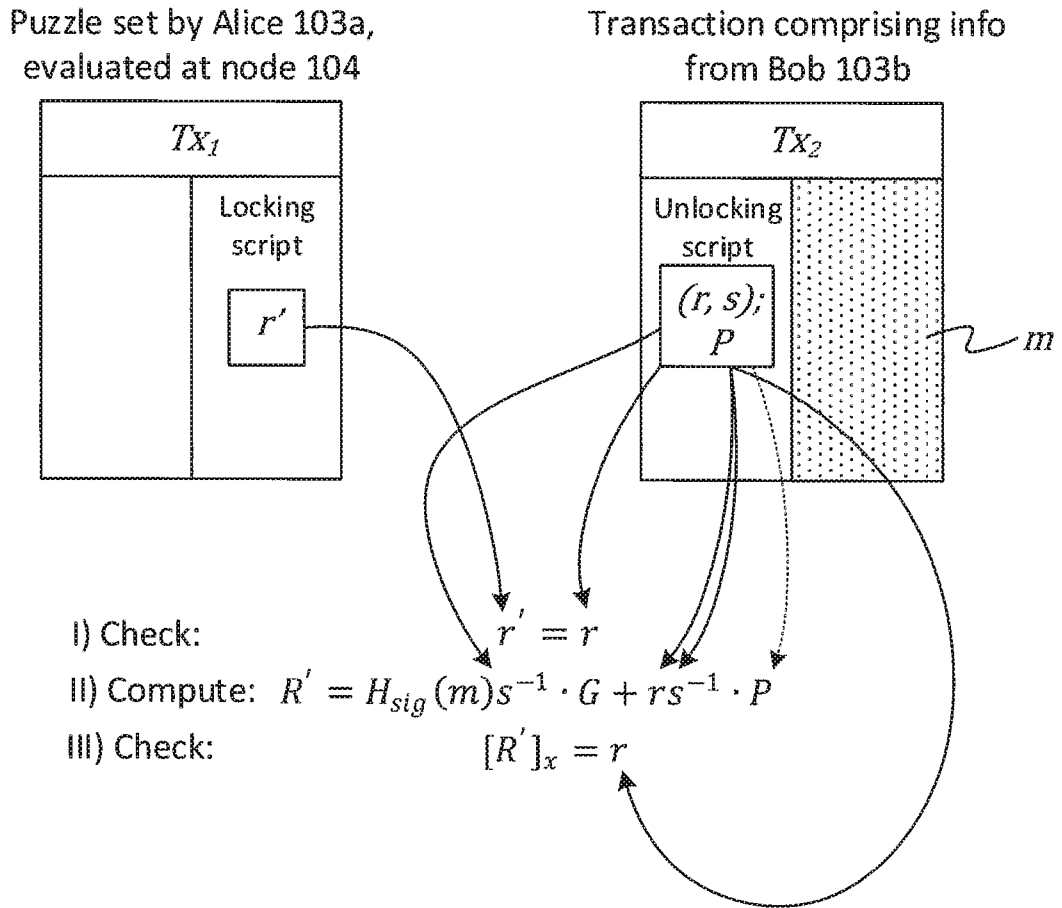 Puzzle set by Alice 103a,
evaluated at node 104
Transaction comprising info
from Bob 103b
Tx₁
Locking
script
r'
Tx₂
Unlocking
script
(r, s);
P
m
I) Check: r' = r
II) Compute: R' = H_sig(m)s⁻¹ · G + rs⁻¹ · P
III) Check: [R']ₓ = r